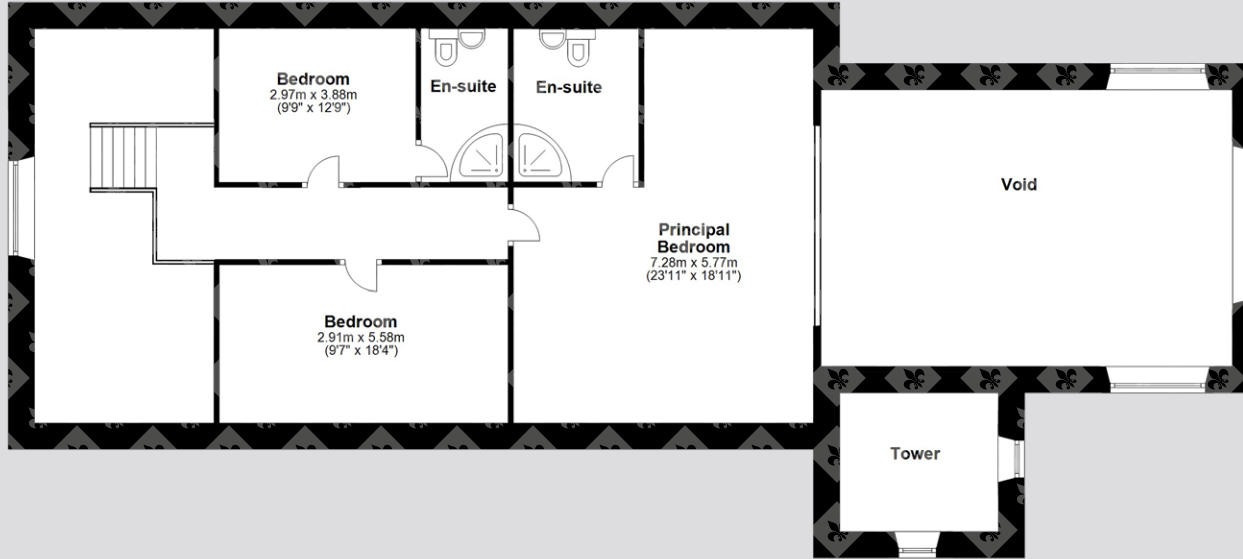 Bedroom
2.97m x 3.88m
(9'9" x 12'9")
En-suite
En-suite
Void
Principal
Bedroom
7.28m x 5.77m
(23'11" x 18'11")
Bedroom
2.91m x 5.58m
(9'7" x 18'4")
Tower